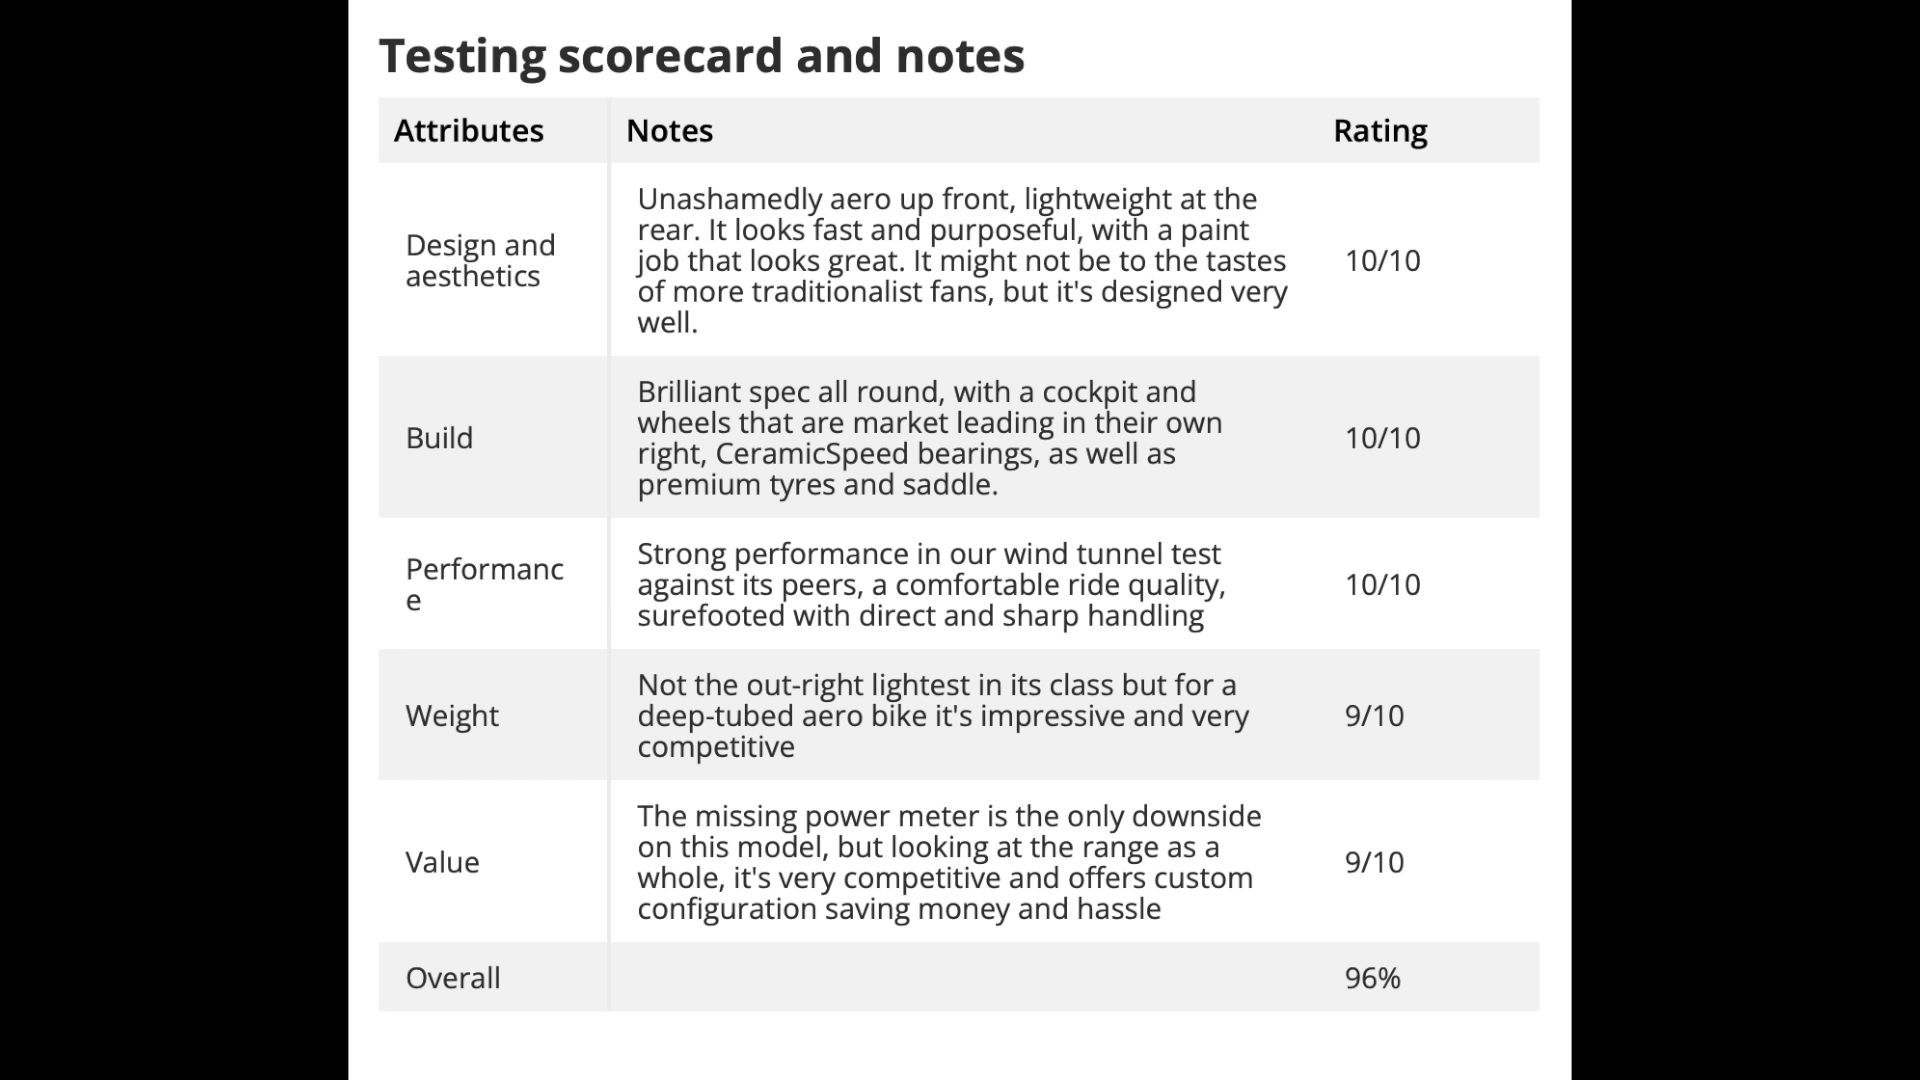 Testing scorecard and notes
Attributes
Notes
Rating
Design and
aesthetics
Unashamedly aero up front, lightweight at the
rear. It looks fast and purposeful, with a paint
job that looks great. It might not be to the tastes
of more traditionalist fans, but it's designed very
well.
10/10
Build
Brilliant spec all round, with a cockpit and
wheels that are market leading in their own
right, CeramicSpeed bearings, as well as
premium tyres and saddle.
10/10
Performanc
e
Strong performance in our wind tunnel test
against its peers, a comfortable ride quality,
surefooted with direct and sharp handling
10/10
Weight
Not the out-right lightest in its class but for a
deep-tubed aero bike it's impressive and very
competitive
9/10
Value
The missing power meter is the only downside
on this model, but looking at the range as a
whole, it's very competitive and offers custom
configuration saving money and hassle
9/10
Overall
96%